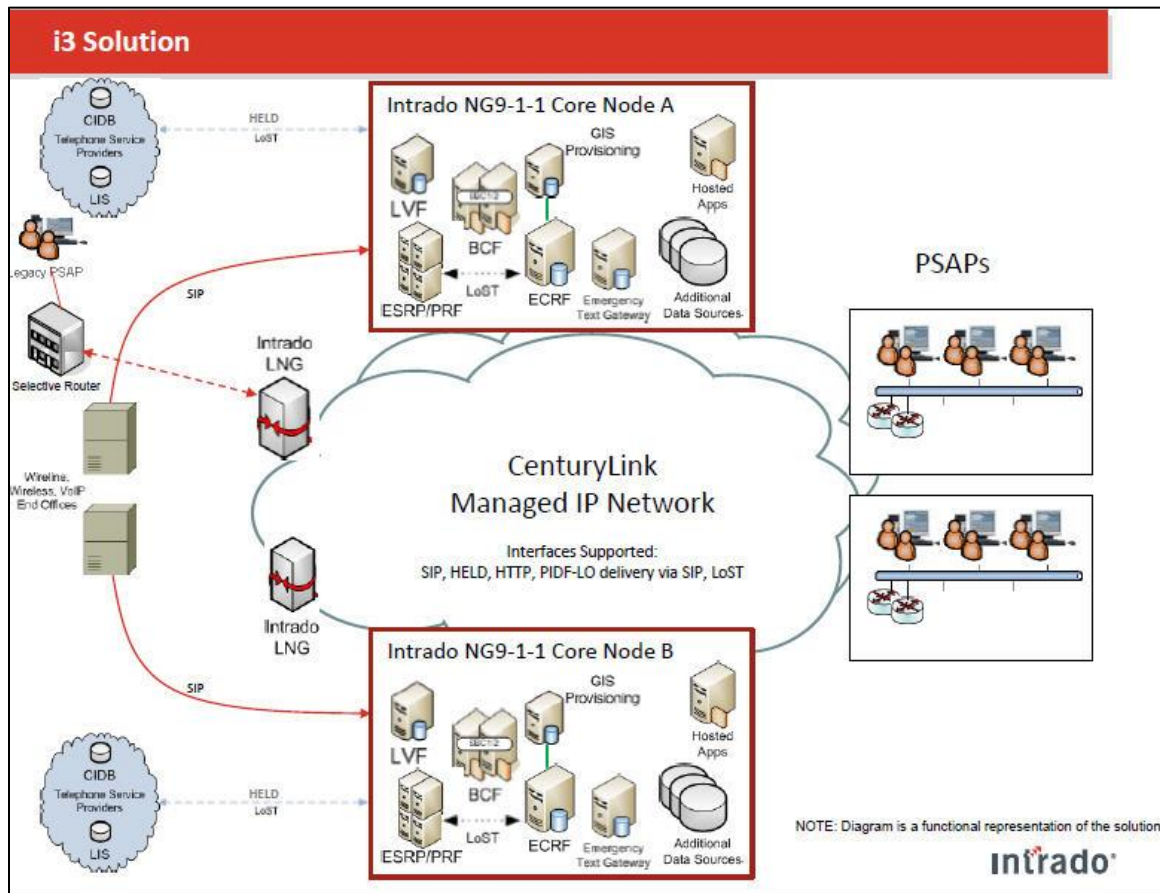 i3 Solution
CIDB
Telephone Service
Providers
LIS
HELD
LoST
Legacy PSAP
SIP
Selective Router
Wireline,
Wireless, VoIP
End Offices
SIP
CIDB
Telephone Service
Providers
LIS
HELD
LoST
Intrado
LNG
Intrado
LNG
Intrado NG9-1-1 Core Node A
GIS
Provisioning
Hosted
Apps
LVF
SBC1/2
BCF
LoST
ESRP/PRF
ECRF
Emergency
Text Gateway
Additional
Data Sources
CenturyLink
Managed IP Network
Interfaces Supported:
SIP, HELD, HTTP, PIDF-LO delivery via SIP, LoST
Intrado NG9-1-1 Core Node B
GIS
Provisioning
Hosted
Apps
LVF
SBC1/2
BCF
LoST
ESRP/PRF
ECRF
Emergency
Text Gateway
Additional
Data Sources
PSAPs
NOTE: Diagram is a functional representation of the solution
Intrado